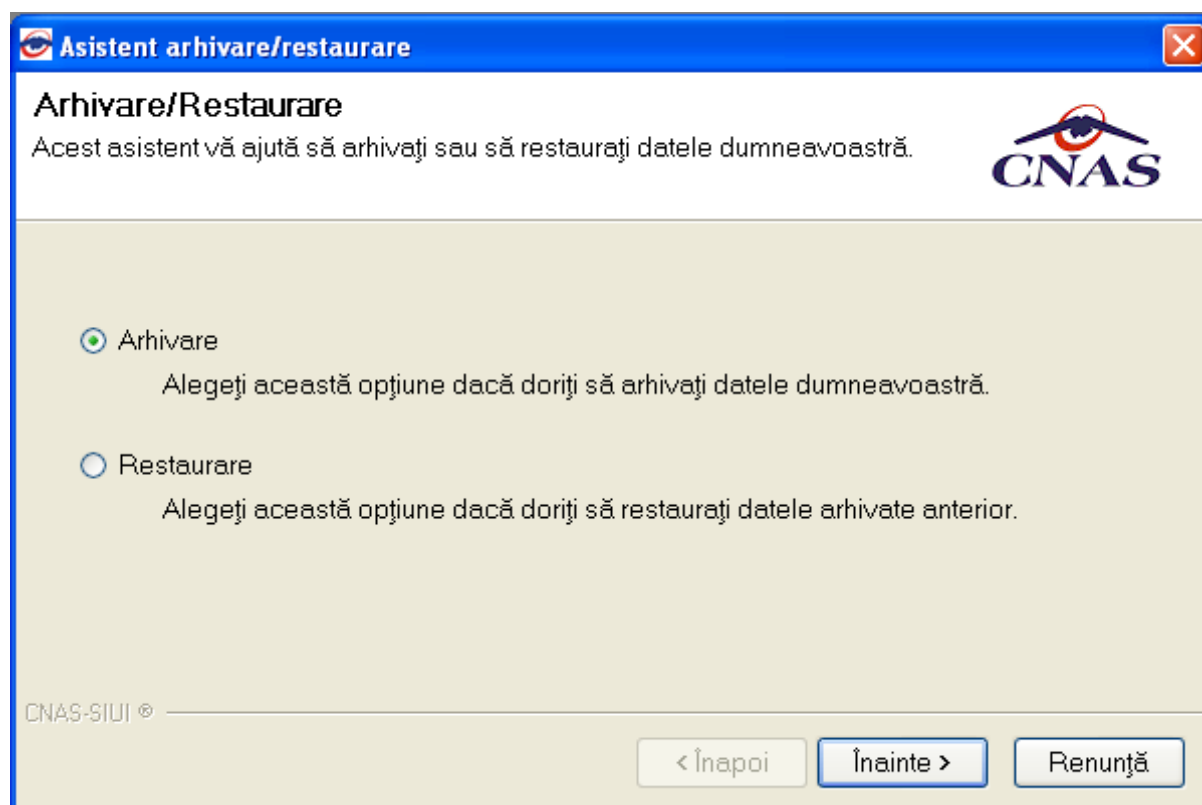 Asistent arhivare/restaurare
Arhivare/Restaurare
Acest asistent vă ajută să arhivaţi sau să restauraţi datele dumneavoastră.
CNAS
Arhivare
Alegeţi această opţiune dacă doriţi să arhivaţi datele dumneavoastră.
Restaurare
Alegeţi această opţiune dacă doriţi să restauraţi datele arhivate anterior.
CNAS-SIUI ®
< Înapoi
Înainte >
Renunţă